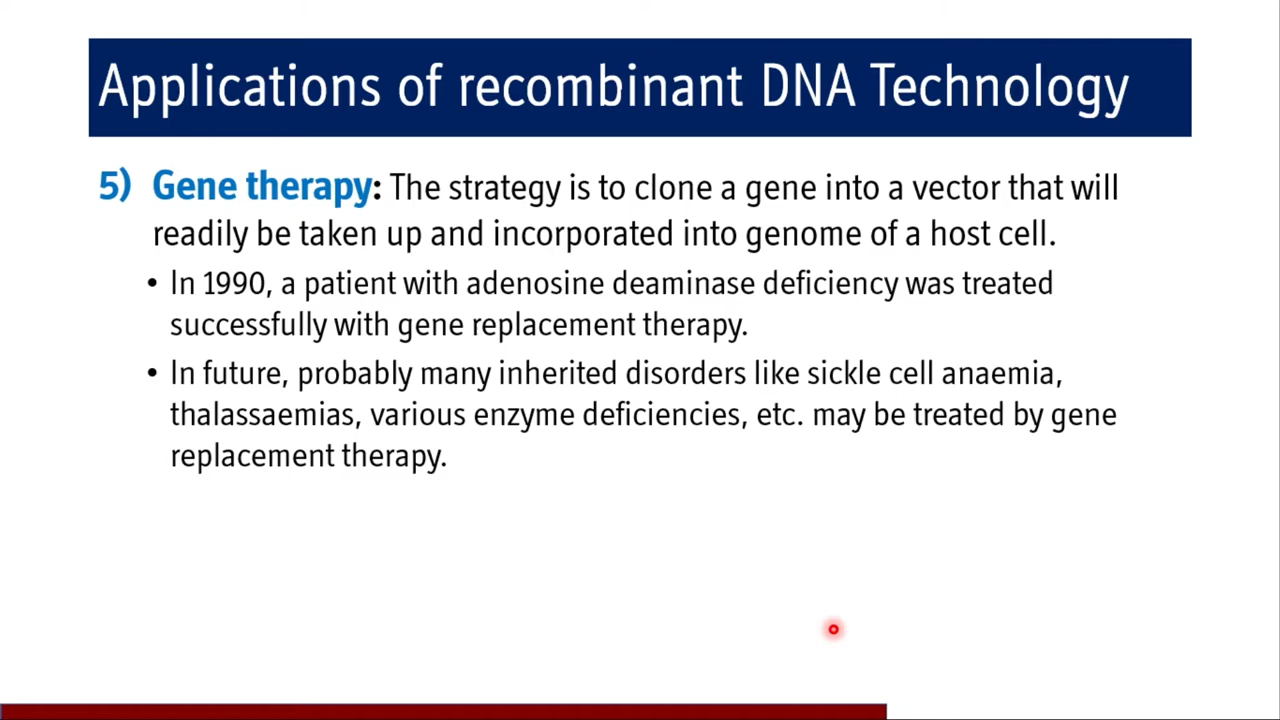 Applications of recombinant DNA Technology
5) Gene therapy: The strategy is to clone a gene into a vector that will
readily be taken up and incorporated into genome of a host cell.
• In 1990, a patient with adenosine deaminase deficiency was treated
successfully with gene replacement therapy.
• In future, probably many inherited disorders like sickle cell anaemia,
thalassaemias, various enzyme deficiencies, etc. may be treated by gene
replacement therapy.